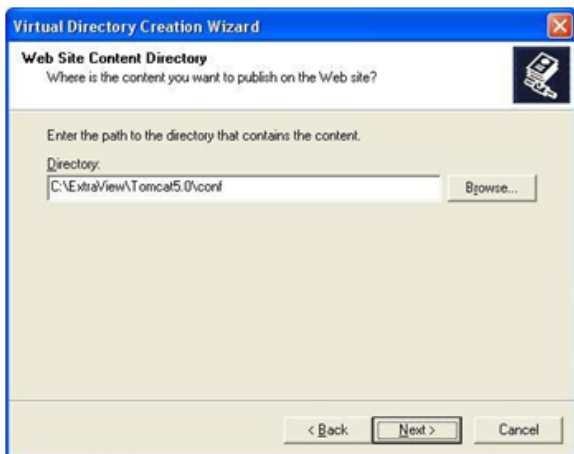 Virtual Directory Creation Wizard
Web Site Content Directory
Where is the content you want to publish on the Web site?
Enter the path to the directory that contains the content.
Directory:
C:\ExtraView\Tomcat5.0\conf
Browse...
< Back
Next >
Cancel